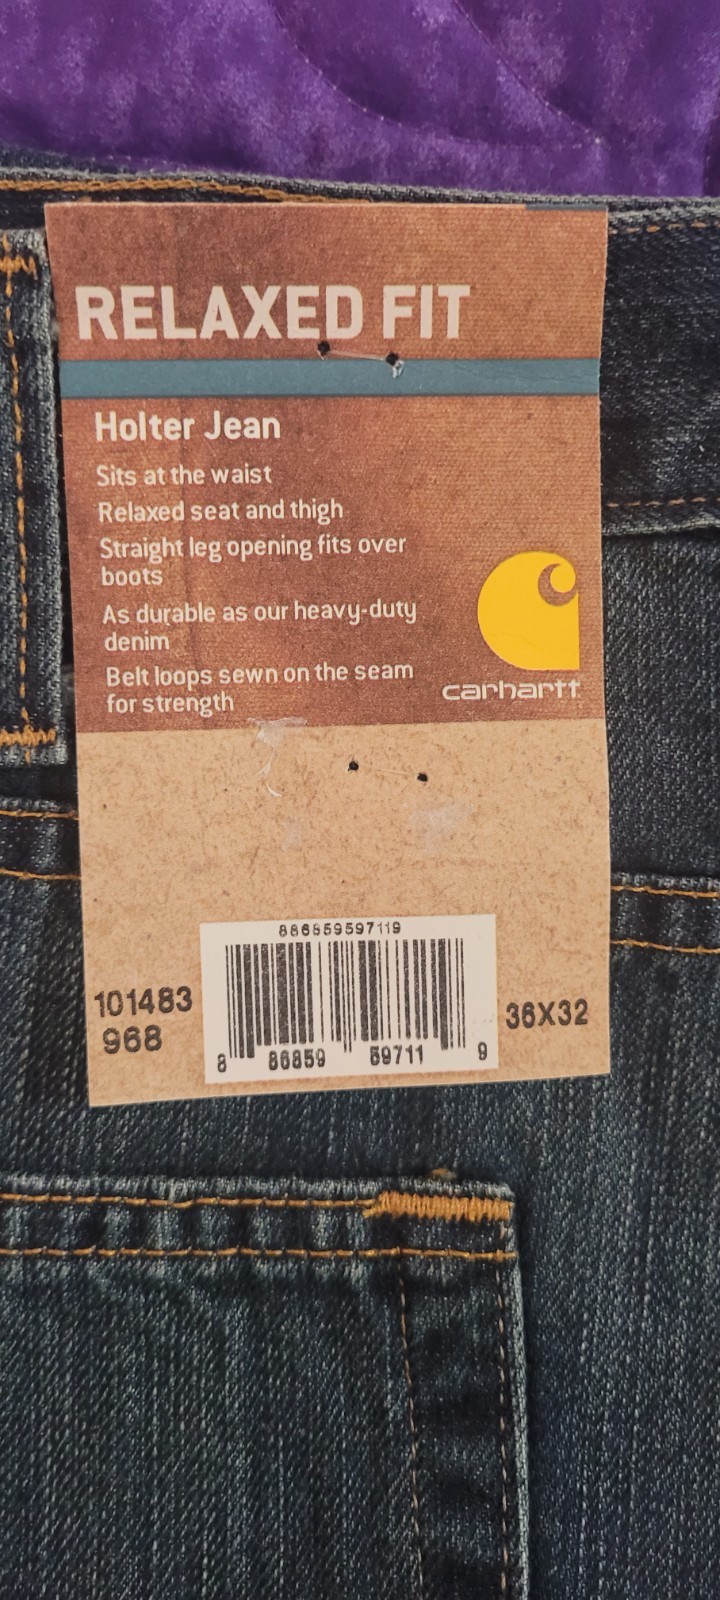 RELAXED FIT
Holter Jean
Sits at the waist
Relaxed seat and thigh
Straight leg opening fits over
boots
As durable as our heavy-duty
denim
Belt loops sewn on the seam
for strength
carhartt
886859597119
101483
968
8 86859 59711 9
36X32